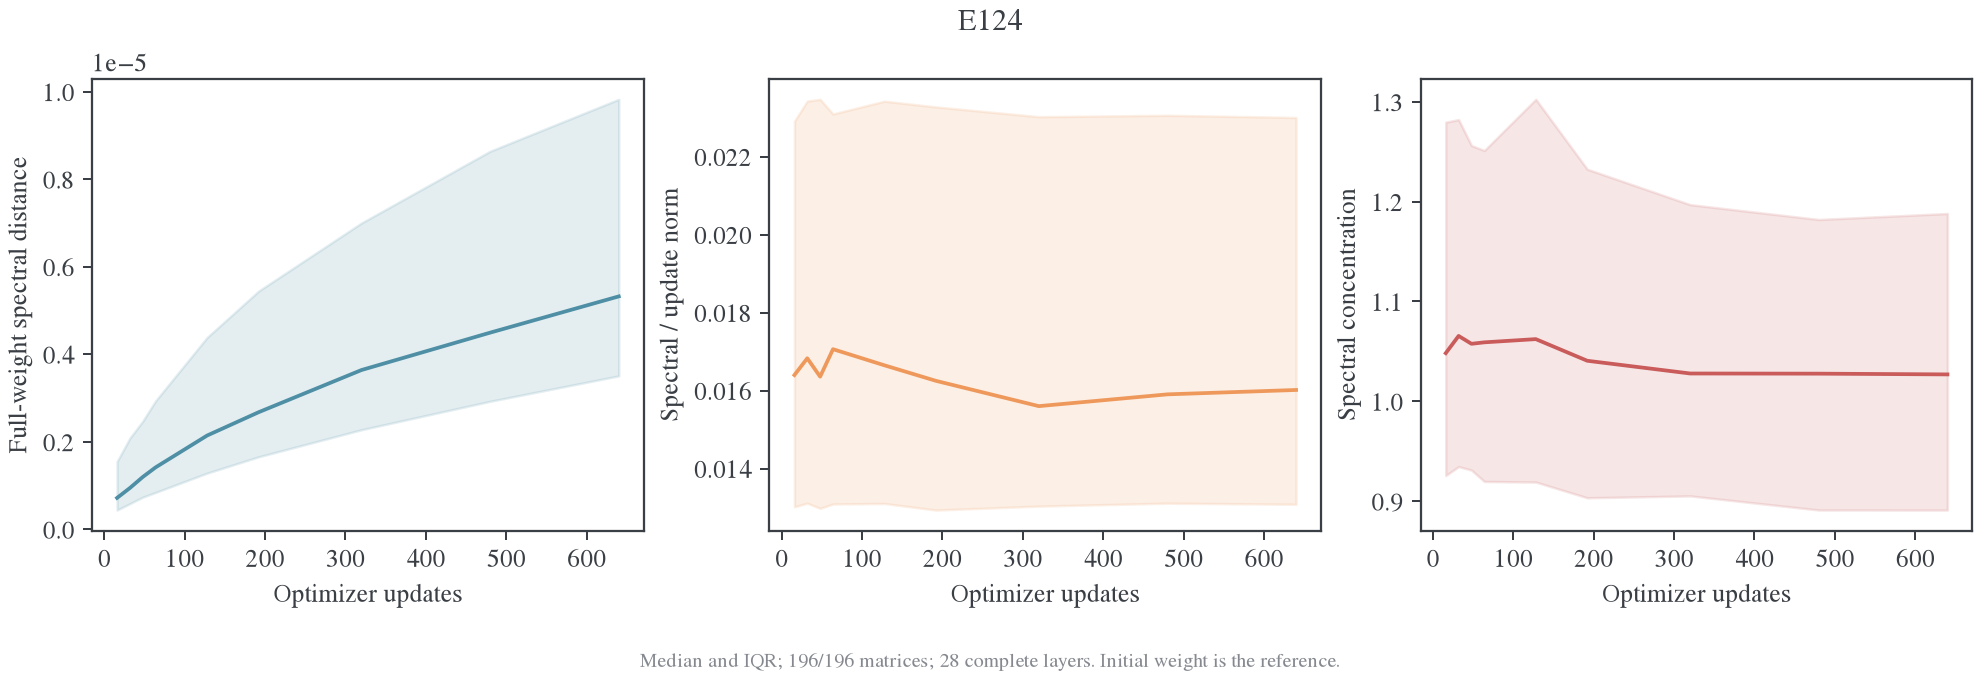 E124
1e−5
1.0
0.8
0.6
0.4
0.2
0.0
Full-weight spectral distance
0 100 200 300 400 500 600
Optimizer updates
0.022
0.020
0.018
0.016
0.014
Spectral / update norm
0 100 200 300 400 500 600
Optimizer updates
1.3
1.2
1.1
1.0
0.9
Spectral concentration
0 100 200 300 400 500 600
Optimizer updates
Median and IQR; 196/196 matrices; 28 complete layers. Initial weight is the reference.